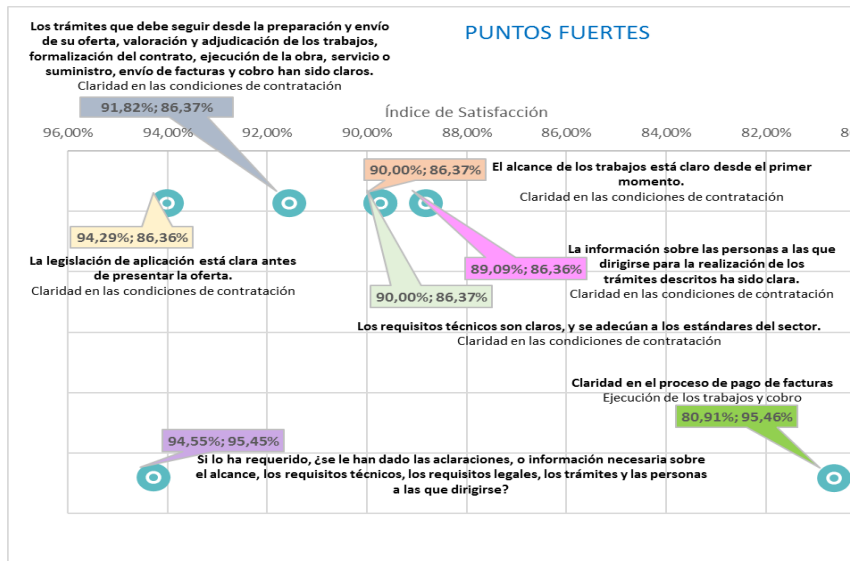 Los trámites que debe seguir desde la preparación y envío
de su oferta, valoración y adjudicación de los trabajos,
formalización del contrato, ejecución de la obra, servicio o
suministro, envío de facturas y cobro han sido claros.
Claridad en las condiciones de contratación
PUNTOS FUERTES
91,82%; 86,37%
Índice de Satisfacción
96,00%
94,00%
92,00%
90,00%
88,00%
86,00%
84,00%
82,00%
90,00%; 86,37%
El alcance de los trabajos está claro desde el primer
momento.
Claridad en las condiciones de contratación
94,29%; 86,36%
La legislación de aplicación está clara antes
de presentar la oferta.
Claridad en las condiciones de contratación
89,09%; 86,36%
La información sobre las personas a las que
dirigirse para la realización de los
trámites descritos ha sido clara.
Claridad en las condiciones de contratación
90,00%; 86,37%
Los requisitos técnicos son claros, y se adecúan a los estándares del sector.
Claridad en las condiciones de contratación
Claridad en el proceso de pago de facturas
Ejecución de los trabajos y cobro
80,91%; 95,46%
94,55%; 95,45%
Si lo ha requerido, ¿se le han dado las aclaraciones, o información necesaria sobre
el alcance, los requisitos técnicos, los requisitos legales, los trámites y las personas
a las que dirigirse?